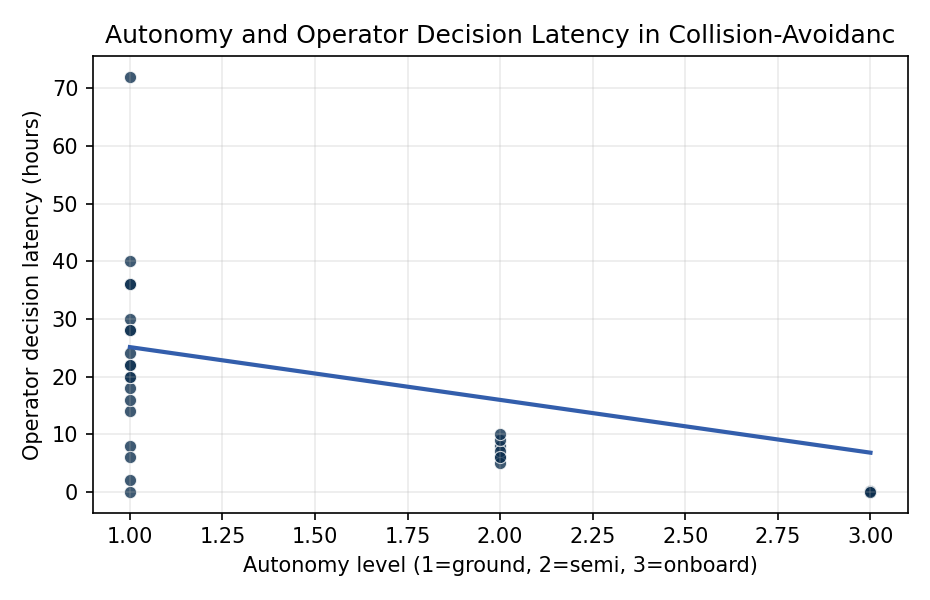 Autonomy and Operator Decision Latency in Collision-Avoidanc
Operator decision latency (hours)
70
60
50
40
30
20
10
0
1.00 1.25 1.50 1.75 2.00 2.25 2.50 2.75 3.00
Autonomy level (1=ground, 2=semi, 3=onboard)